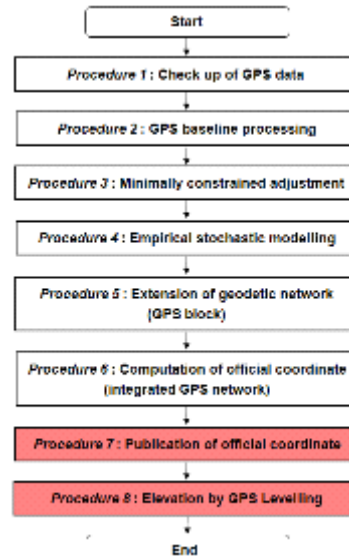 Start
Procedure 1 : Check up of GPS data
Procedure 2 : GPS baseline processing
Procedure 3 : Minimally constrained adjustment
Procedure 4 : Empirical stochastic modelling
Procedure 5 : Extension of geodetic network
(GPS block)
Procedure 6 : Computation of official coordinate
(integrated GPS network)
Procedure 7 : Publication of official coordinate
Procedure 8 : Elevation by GPS Levelling
End